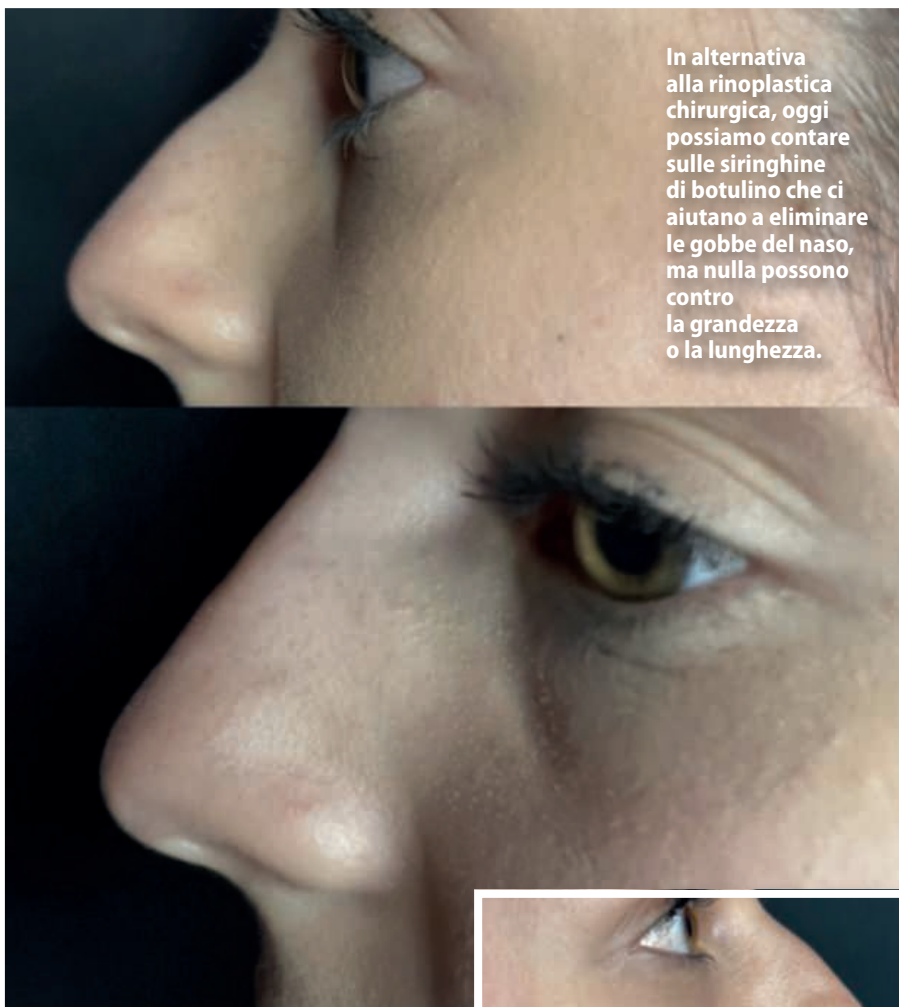 In alternativa
alla rinoplastica
chirurgica, oggi
possiamo contare
sulle siringhine
di botulino che ci
aiutano a eliminare
le gobbe del naso,
ma nulla possono
contro
la grandezza
o la lunghezza.